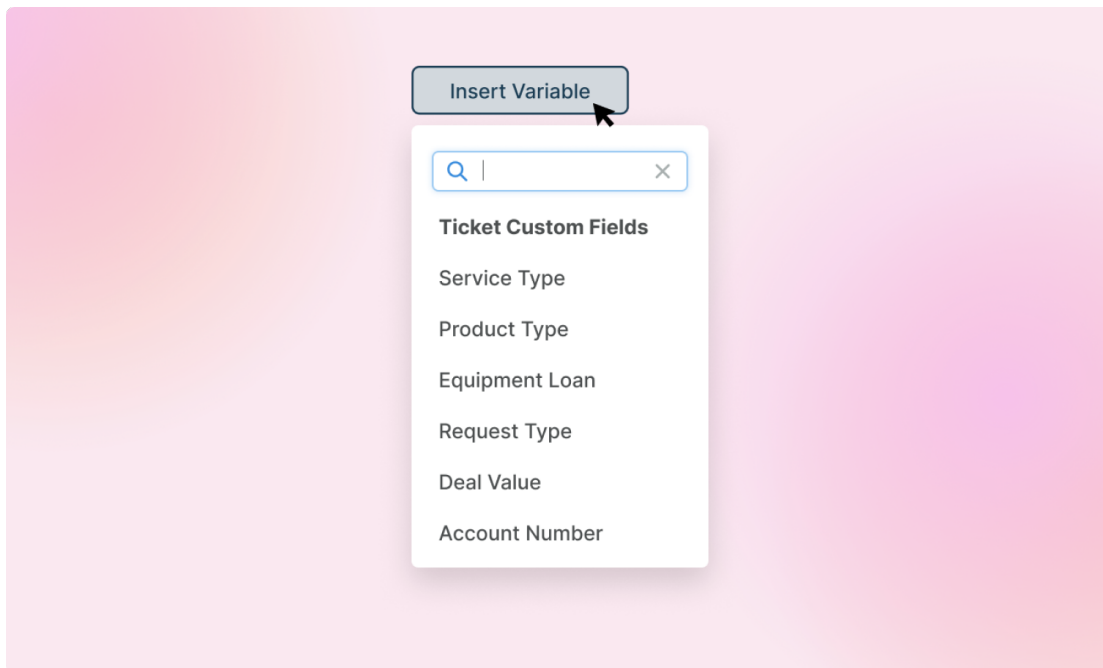 Insert Variable
Ticket Custom Fields
Service Type
Product Type
Equipment Loan
Request Type
Deal Value
Account Number